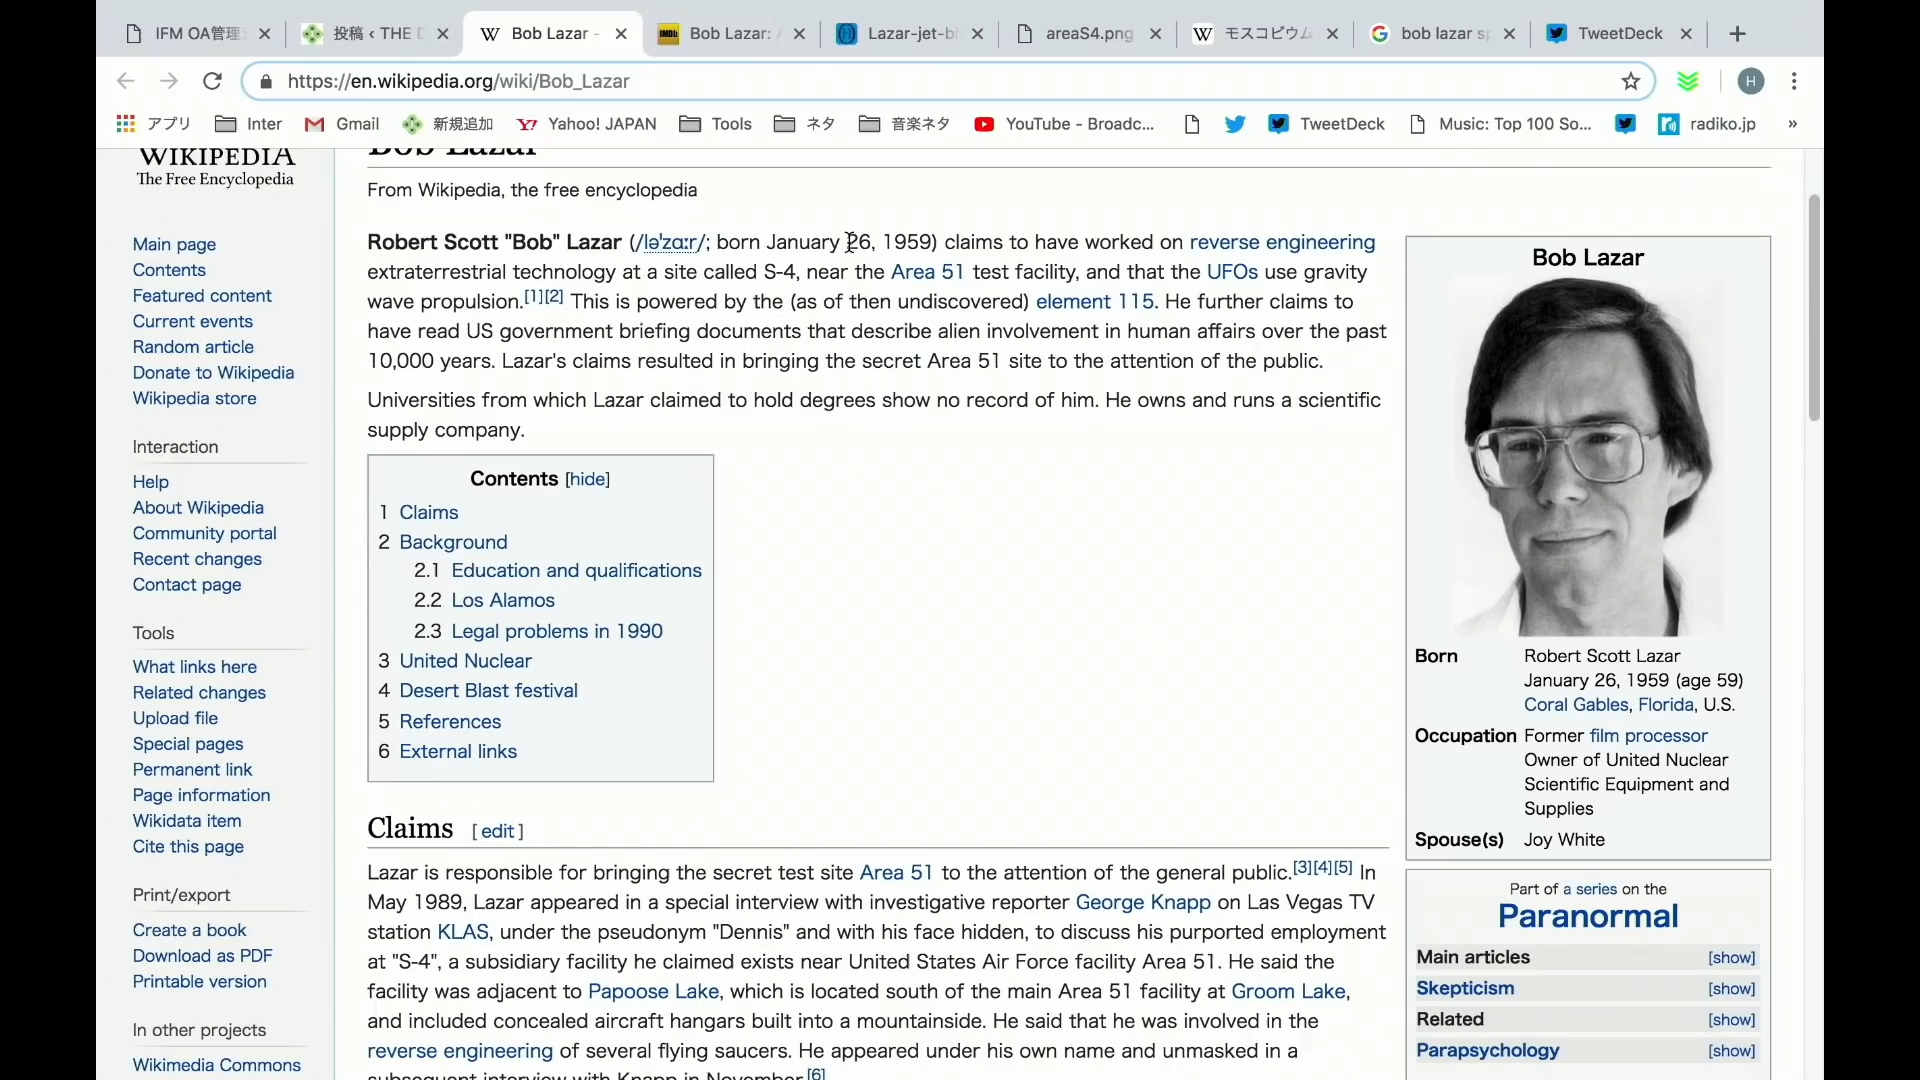 IFM OA管理
投稿 ‹ THE D
Bob Lazar -
IMDb
Bob Lazar:
Lazar-jet-b
areaS4.png
モスコビウム
bob lazar s
TweetDeck
https://en.wikipedia.org/wiki/Bob_Lazar
H
アプリ
Inter
Gmail
新規追加
Yahoo! JAPAN
Tools
ネタ
音楽ネタ
YouTube - Broadc...
TweetDeck
Music: Top 100 So...
radiko.jp
»
WIKIPEDIA
The Free Encyclopedia
Main page
Contents
Featured content
Current events
Random article
Donate to Wikipedia
Wikipedia store
Interaction
Help
About Wikipedia
Community portal
Recent changes
Contact page
Tools
What links here
Related changes
Upload file
Special pages
Permanent link
Page information
Wikidata item
Cite this page
Print/export
Create a book
Download as PDF
Printable version
In other projects
Wikimedia Commons
Bob Lazar
From Wikipedia, the free encyclopedia
Robert Scott "Bob" Lazar (/ləˈzɑːr/; born January 26, 1959) claims to have worked on reverse engineering
extraterrestrial technology at a site called S-4, near the Area 51 test facility, and that the UFOs use gravity
wave propulsion.[1][2] This is powered by the (as of then undiscovered) element 115. He further claims to
have read US government briefing documents that describe alien involvement in human affairs over the past
10,000 years. Lazar's claims resulted in bringing the secret Area 51 site to the attention of the public.
Universities from which Lazar claimed to hold degrees show no record of him. He owns and runs a scientific
supply company.
Contents [hide]
1 Claims
2 Background
2.1 Education and qualifications
2.2 Los Alamos
2.3 Legal problems in 1990
3 United Nuclear
4 Desert Blast festival
5 References
6 External links
Claims [ edit ]
Lazar is responsible for bringing the secret test site Area 51 to the attention of the general public.[3][4][5] In
May 1989, Lazar appeared in a special interview with investigative reporter George Knapp on Las Vegas TV
station KLAS, under the pseudonym "Dennis" and with his face hidden, to discuss his purported employment
at "S-4", a subsidiary facility he claimed exists near United States Air Force facility Area 51. He said the
facility was adjacent to Papoose Lake, which is located south of the main Area 51 facility at Groom Lake,
and included concealed aircraft hangars built into a mountainside. He said that he was involved in the
reverse engineering of several flying saucers. He appeared under his own name and unmasked in a
subsequent interview with Knapp in November.[6]
Bob Lazar
Born Robert Scott Lazar
January 26, 1959 (age 59)
Coral Gables, Florida, U.S.
Occupation Former film processor
Owner of United Nuclear
Scientific Equipment and
Supplies
Spouse(s) Joy White
Part of a series on the
Paranormal
Main articles [show]
Skepticism [show]
Related [show]
Parapsychology [show]